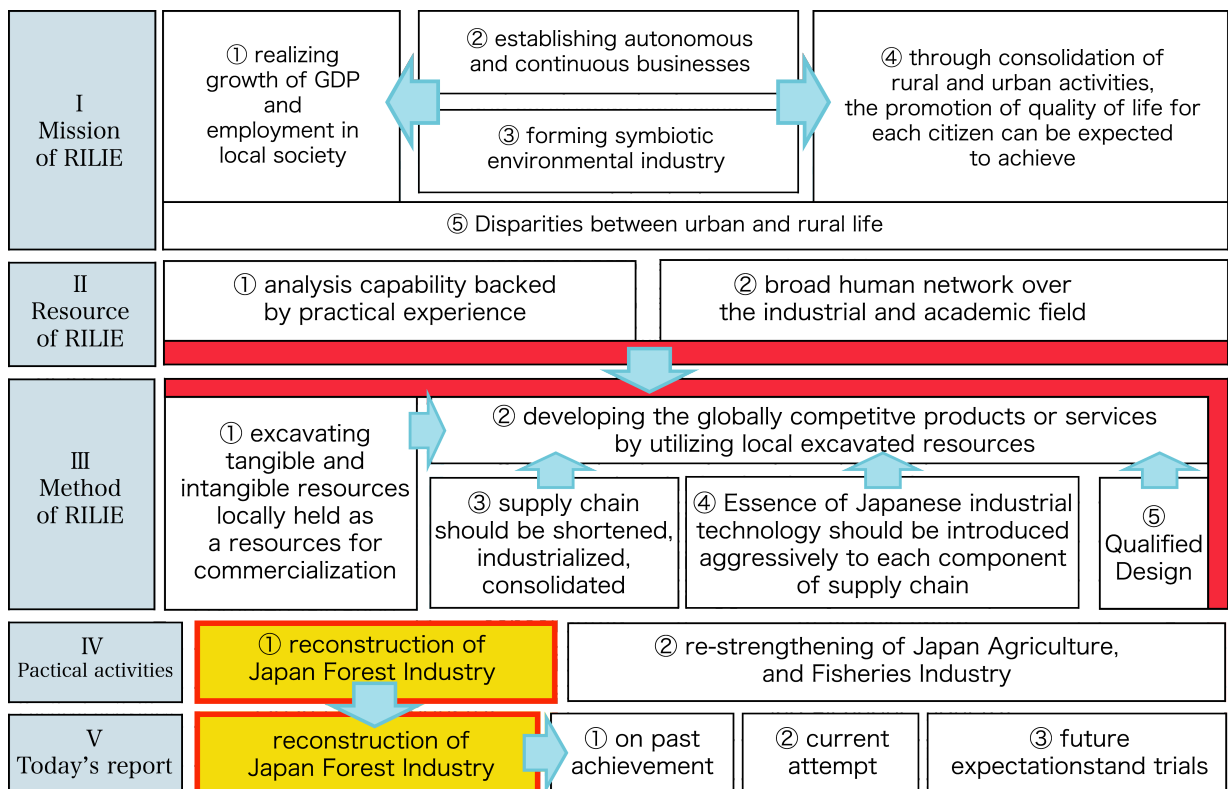 Ⅰ
Mission
of RILIE
① realizing
growth of GDP
and
employment in
local society
② establishing autonomous
and continuous businesses
③ forming symbiotic
environmental industry
④ through consolidation of
rural and urban activities,
the promotion of quality of life for
each citizen can be expected
to achieve
⑤ Disparities between urban and rural life
Ⅱ
Resource
of RILIE
① analysis capability backed
by practical experience
② broad human network over
the industrial and academic field
Ⅲ
Method
of RILIE
① excavating
tangible and
intangible resources
locally held as
a resources for
commercialization
② developing the globally competitve products or services
by utilizing local excavated resources
③ supply chain
should be shortened,
industrialized,
consolidated
④ Essence of Japanese industrial
technology should be introduced
aggressively to each component
of supply chain
⑤
Qualified
Design
Ⅳ
Pactical activities
① reconstruction of
Japan Forest Industry
② re-strengthening of Japan Agriculture,
and Fisheries Industry
Ⅴ
Today's report
reconstruction of
Japan Forest Industry
① on past
achievement
② current
attempt
③ future
expectationstand trials